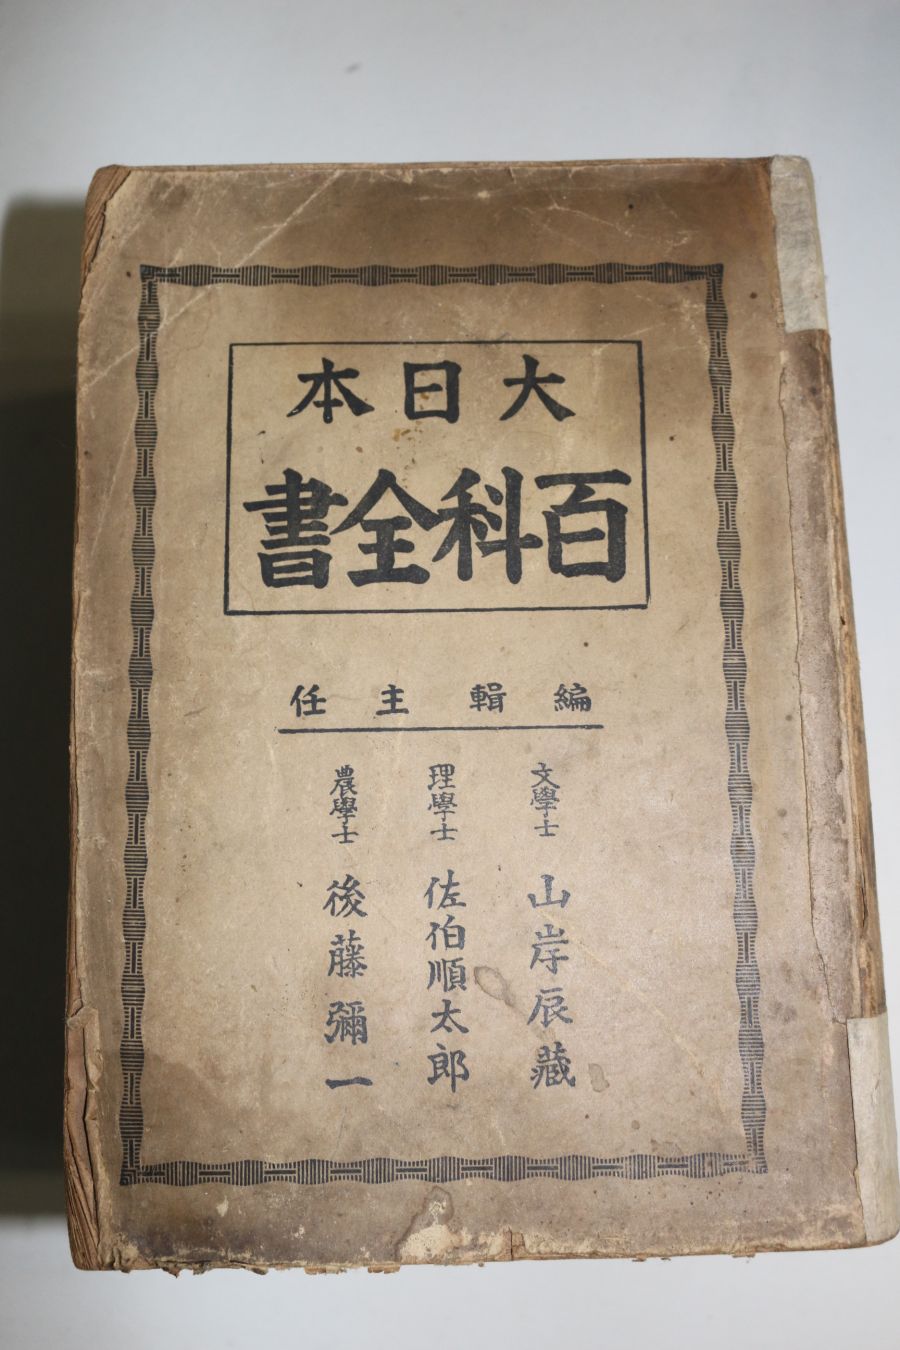 大日本
百科全書
編輯主任
文學士 山岸辰藏
理學士 佐伯順太郎
農學士 後藤彌一